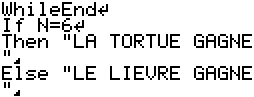 WhileEnd↵
If N=6↵
Then "LA TORTUE GAGNE
"◢
Else "LE LIEVRE GAGNE
"◢